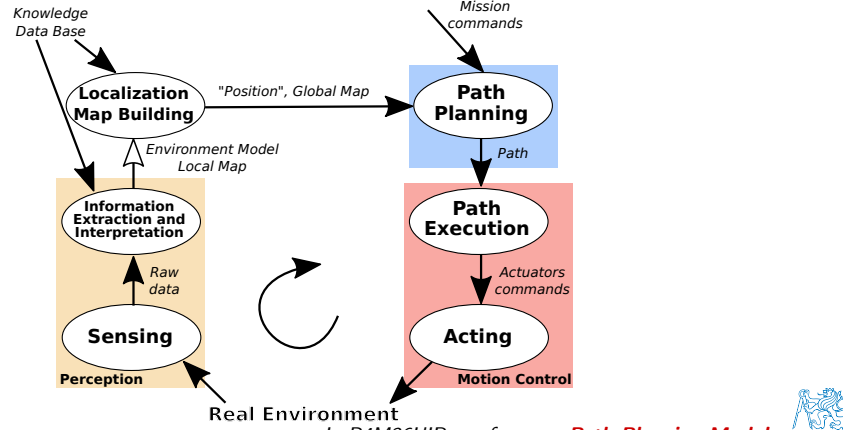 Knowledge
Data Base
Mission
commands
Localization
Map Building
"Position", Global Map
Path
Planning
Environment Model
Local Map
Path
Information
Extraction and
Interpretation
Path
Execution
Raw
data
Actuators
commands
Sensing
Acting
Perception
Motion Control
Real Environment